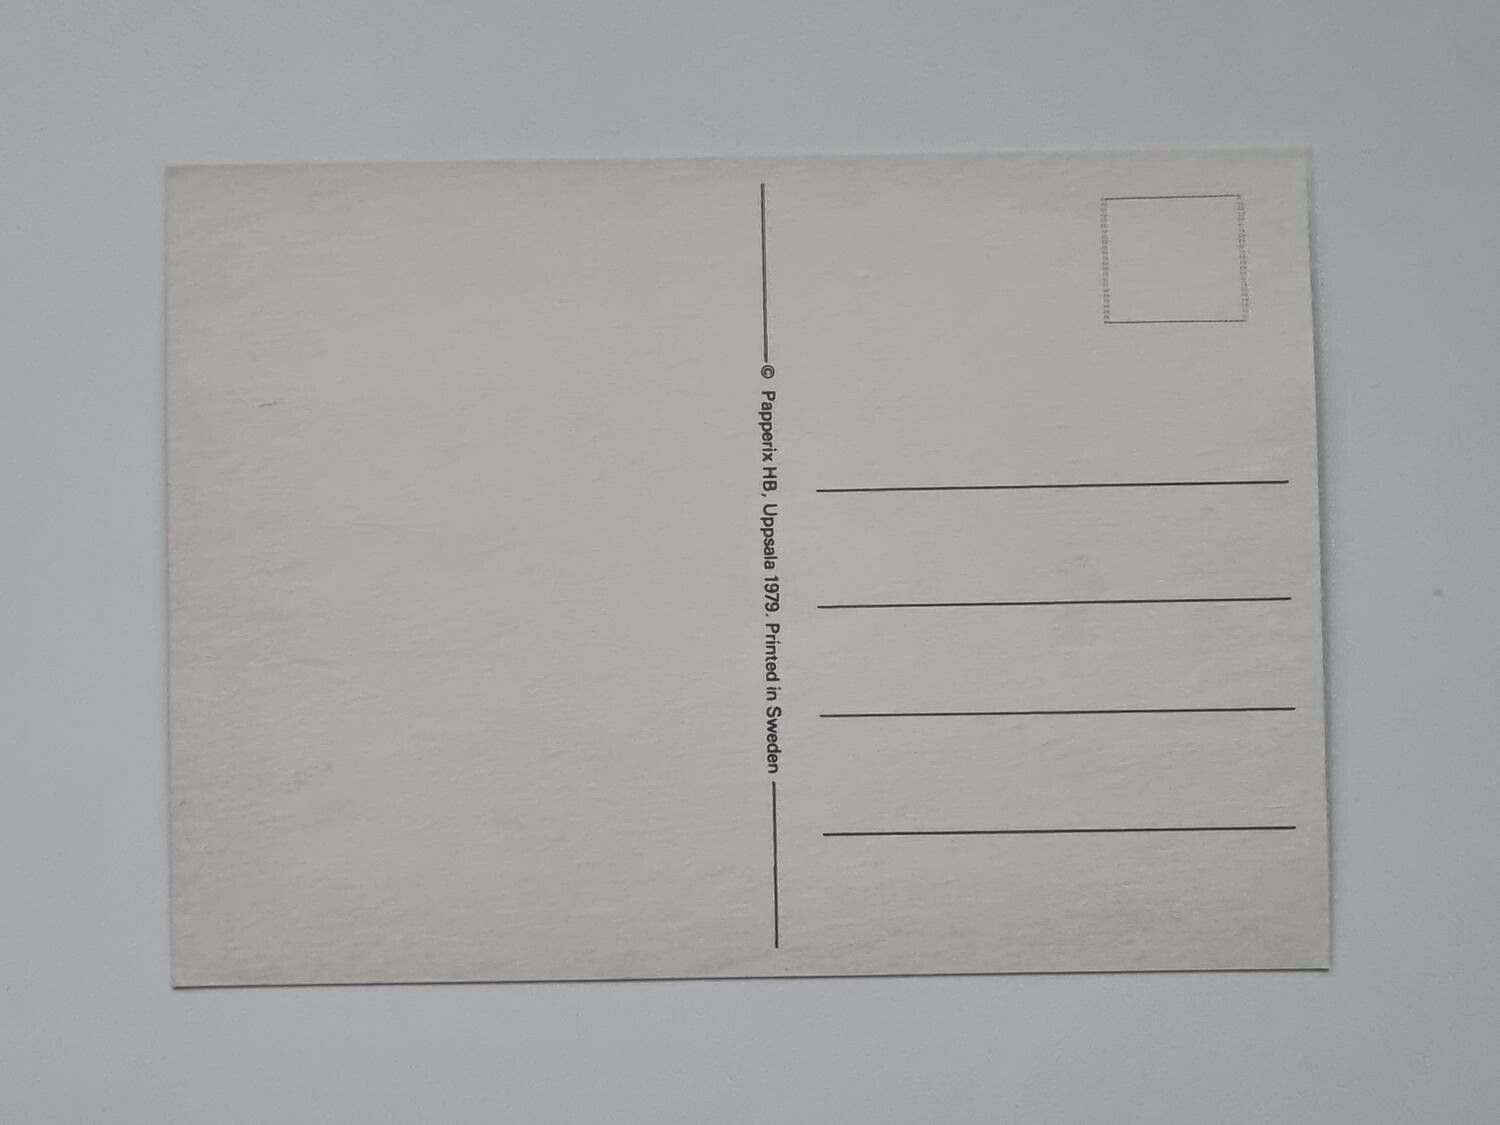 © Papperix HB, Uppsala 1979. Printed in Sweden